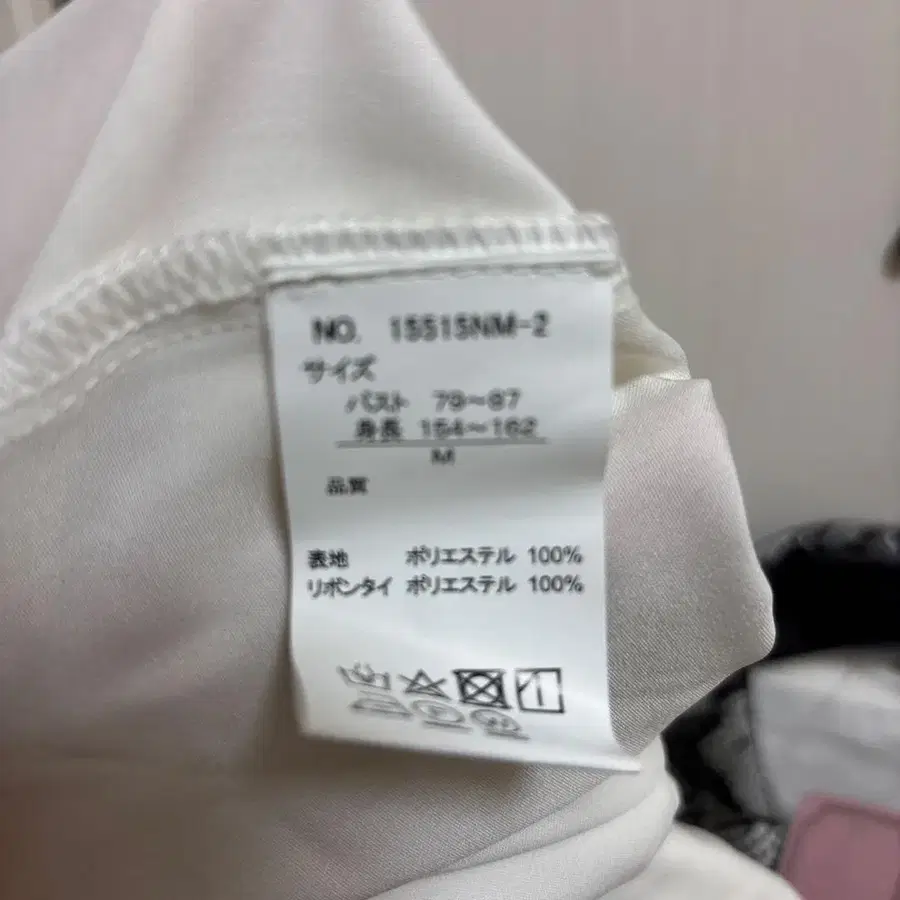 NO. 15515NM-2
サイズ
バスト 79～87
身長 154～162
M
品質
表地 ポリエステル 100%
リボンタイ ポリエステル 100%